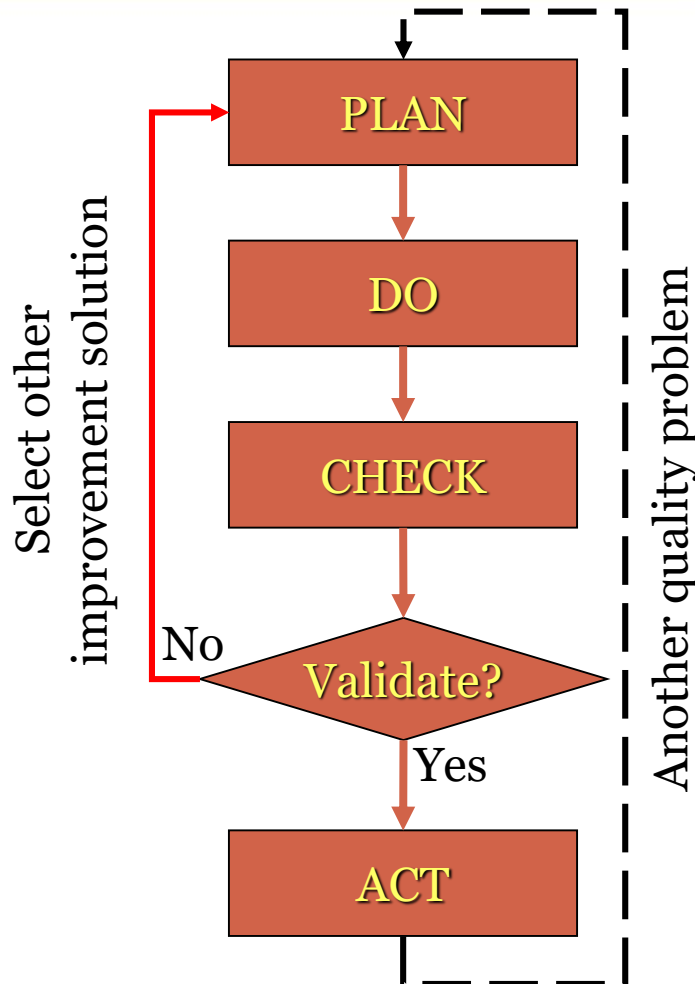 PLAN
DO
CHECK
Validate?
No
Yes
ACT
Select other
improvement solution
Another quality problem